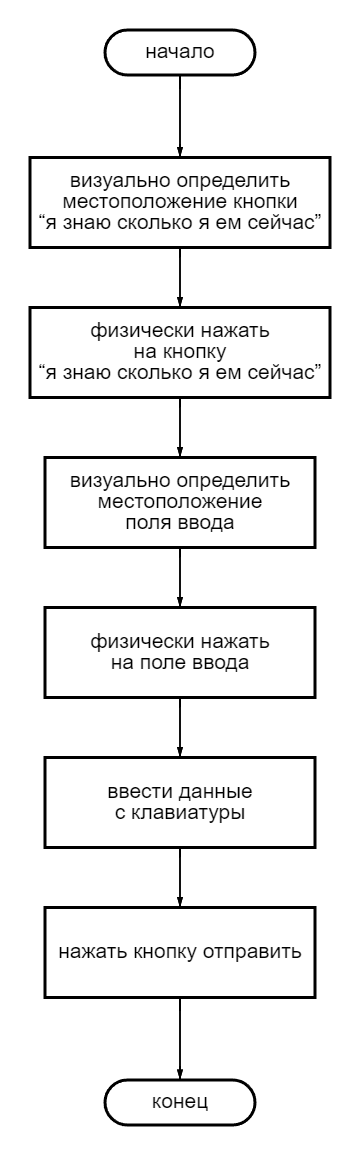 начало
визуально определить
местоположение кнопки
“я знаю сколько я ем сейчас”
физически нажать
на кнопку
“я знаю сколько я ем сейчас”
визуально определить
местоположение
поля ввода
физически нажать
на поле ввода
ввести данные
с клавиатуры
нажать кнопку отправить
конец